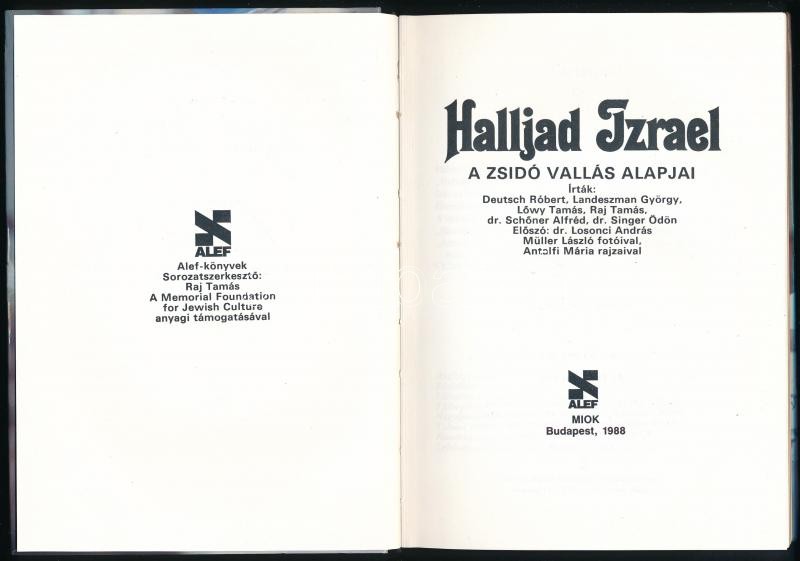 ALEF
Alef-könyvek
Sorozatszerkesztő:
Raj Tamás
A Memorial Foundation
for Jewish Culture
anyagi támogatásával
Halljad Izrael
A ZSIDÓ VALLÁS ALAPJAI
Írták:
Deutsch Róbert, Landeszman György,
Lőwy Tamás, Raj Tamás,
dr. Schőner Alfréd, dr. Singer Ödön
Előszó: dr. Losonci András
Müller László fotóival,
Antalfi Mária rajzaival
ALEF
MIOK
Budapest, 1988